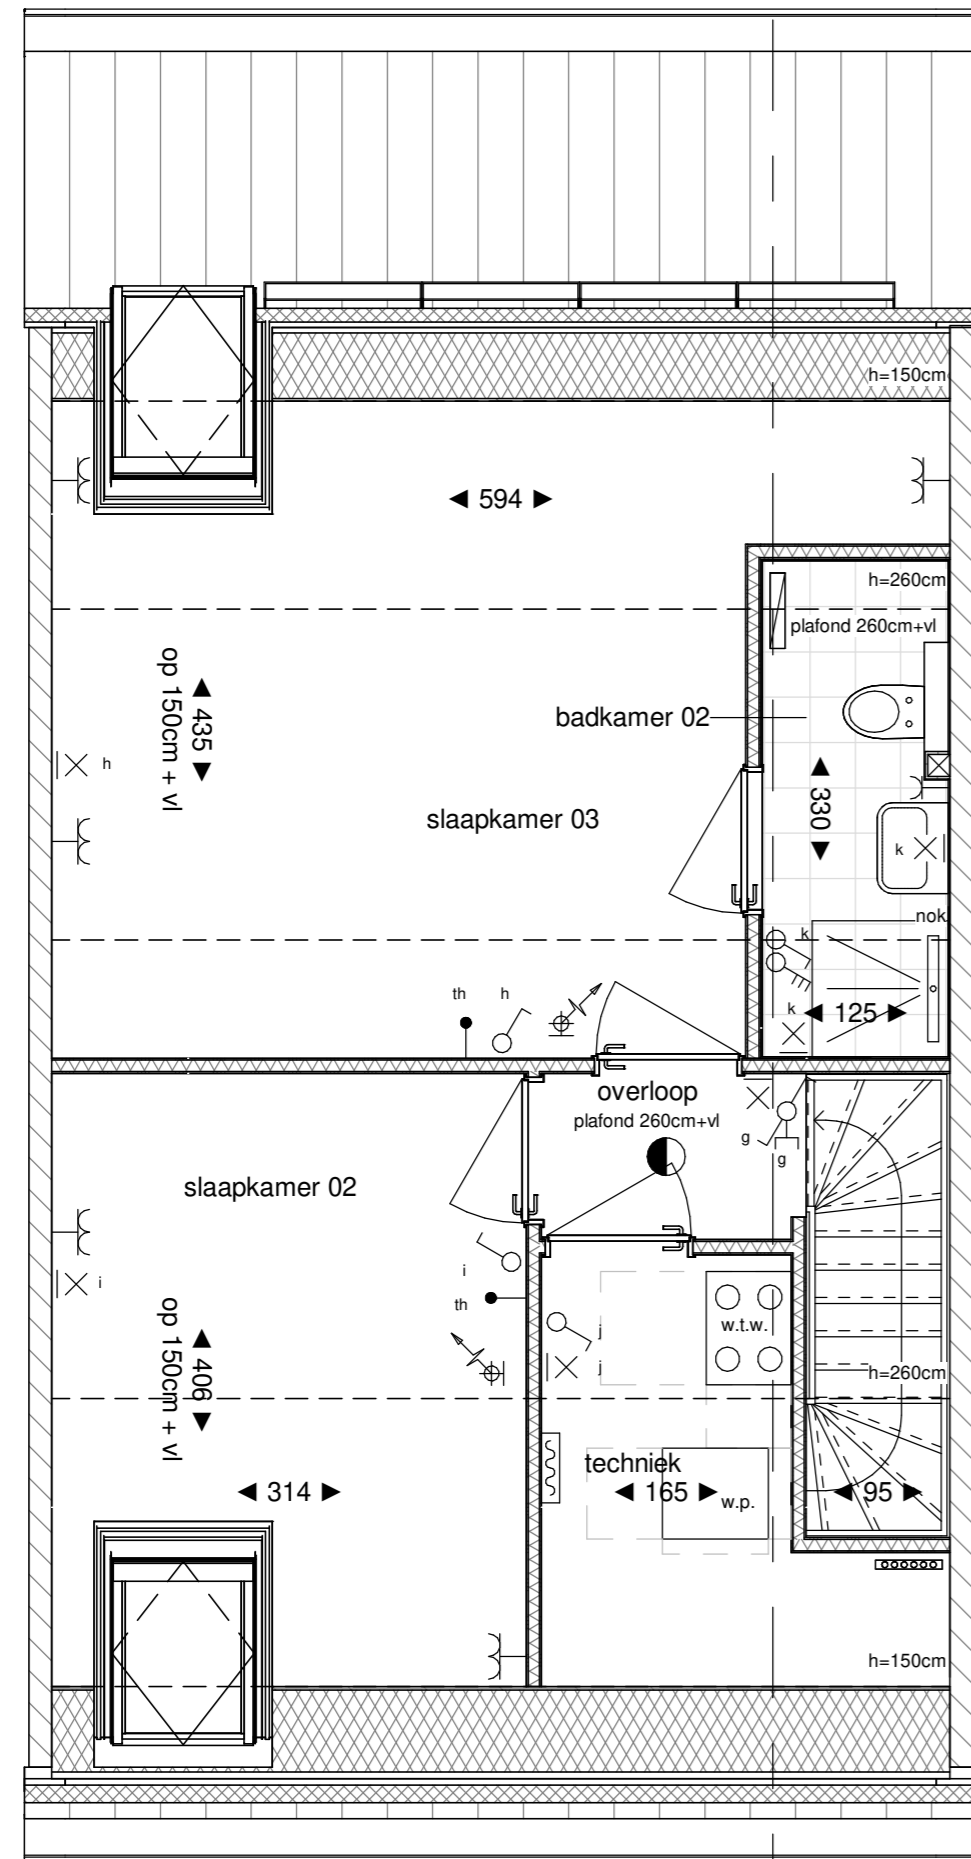 h=150cm
◄ 594 ►
h=260cm
plafond 260cm+vl
◄ 435 ►
op 150cm + vl
badkamer 02
h
◄ 330 ►
slaapkamer 03
k
nok
k
th
h
k
◄ 125 ►
overloop
plafond 260cm+vl
g
g
slaapkamer 02
i
i
th
j
j
w.t.w.
◄ 406 ►
op 150cm + vl
h=260cm
techniek
◄ 314 ►
◄ 165 ►
w.p.
◄ 95 ►
h=150cm